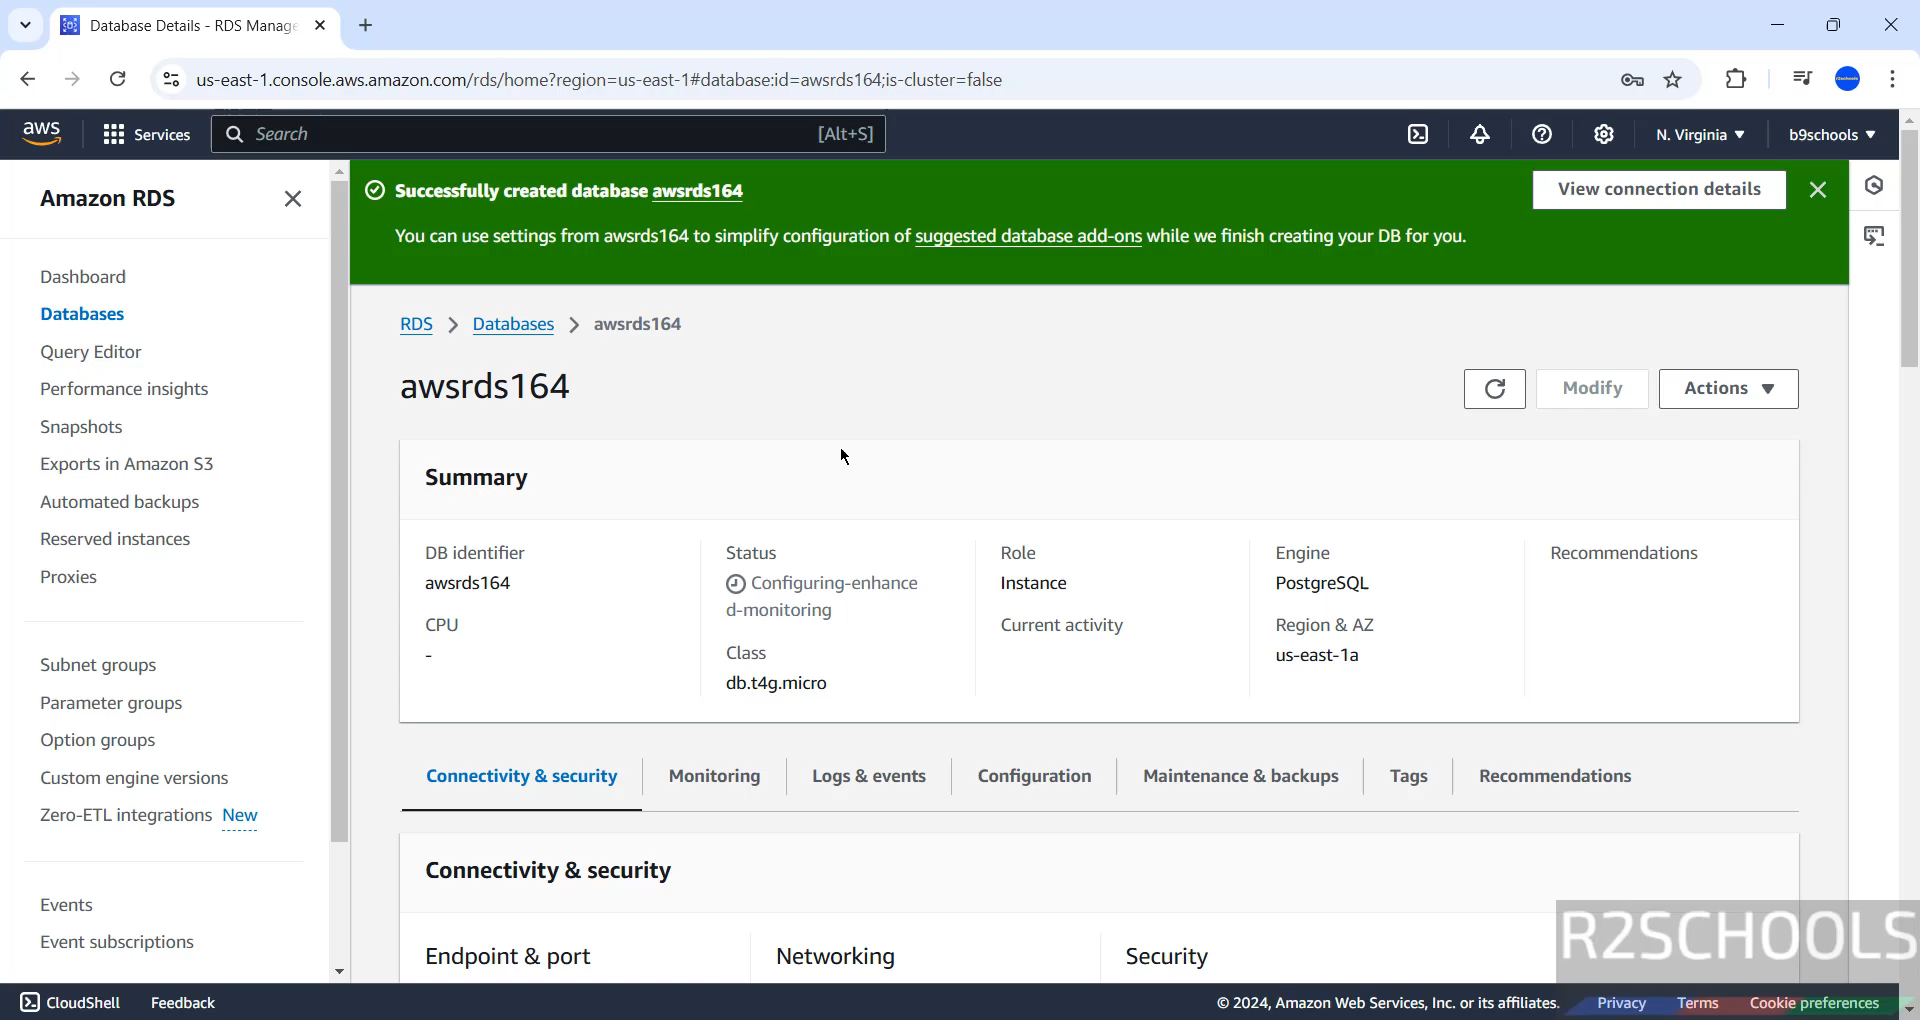 Database Details - RDS Manage
us-east-1.console.aws.amazon.com/rds/home?region=us-east-1#database:id=awsrds164;is-cluster=false
aws
Services
Search
[Alt+S]
N. Virginia
b9schools
Amazon RDS
Dashboard
Databases
Query Editor
Performance insights
Snapshots
Exports in Amazon S3
Automated backups
Reserved instances
Proxies
Subnet groups
Parameter groups
Option groups
Custom engine versions
Zero-ETL integrations New
Events
Event subscriptions
Successfully created database awsrds164
View connection details
You can use settings from awsrds164 to simplify configuration of suggested database add-ons while we finish creating your DB for you.
RDS > Databases > awsrds164
awsrds164
Modify
Actions
Summary
DB identifier
awsrds164
CPU
-
Status
Configuring-enhance
d-monitoring
Class
db.t4g.micro
Role
Instance
Current activity
Engine
PostgreSQL
Region & AZ
us-east-1a
Recommendations
Connectivity & security
Monitoring
Logs & events
Configuration
Maintenance & backups
Tags
Recommendations
Connectivity & security
Endpoint & port
Networking
Security
R2SCHOOLS
CloudShell
Feedback
© 2024, Amazon Web Services, Inc. or its affiliates.
Privacy
Terms
Cookie preferences